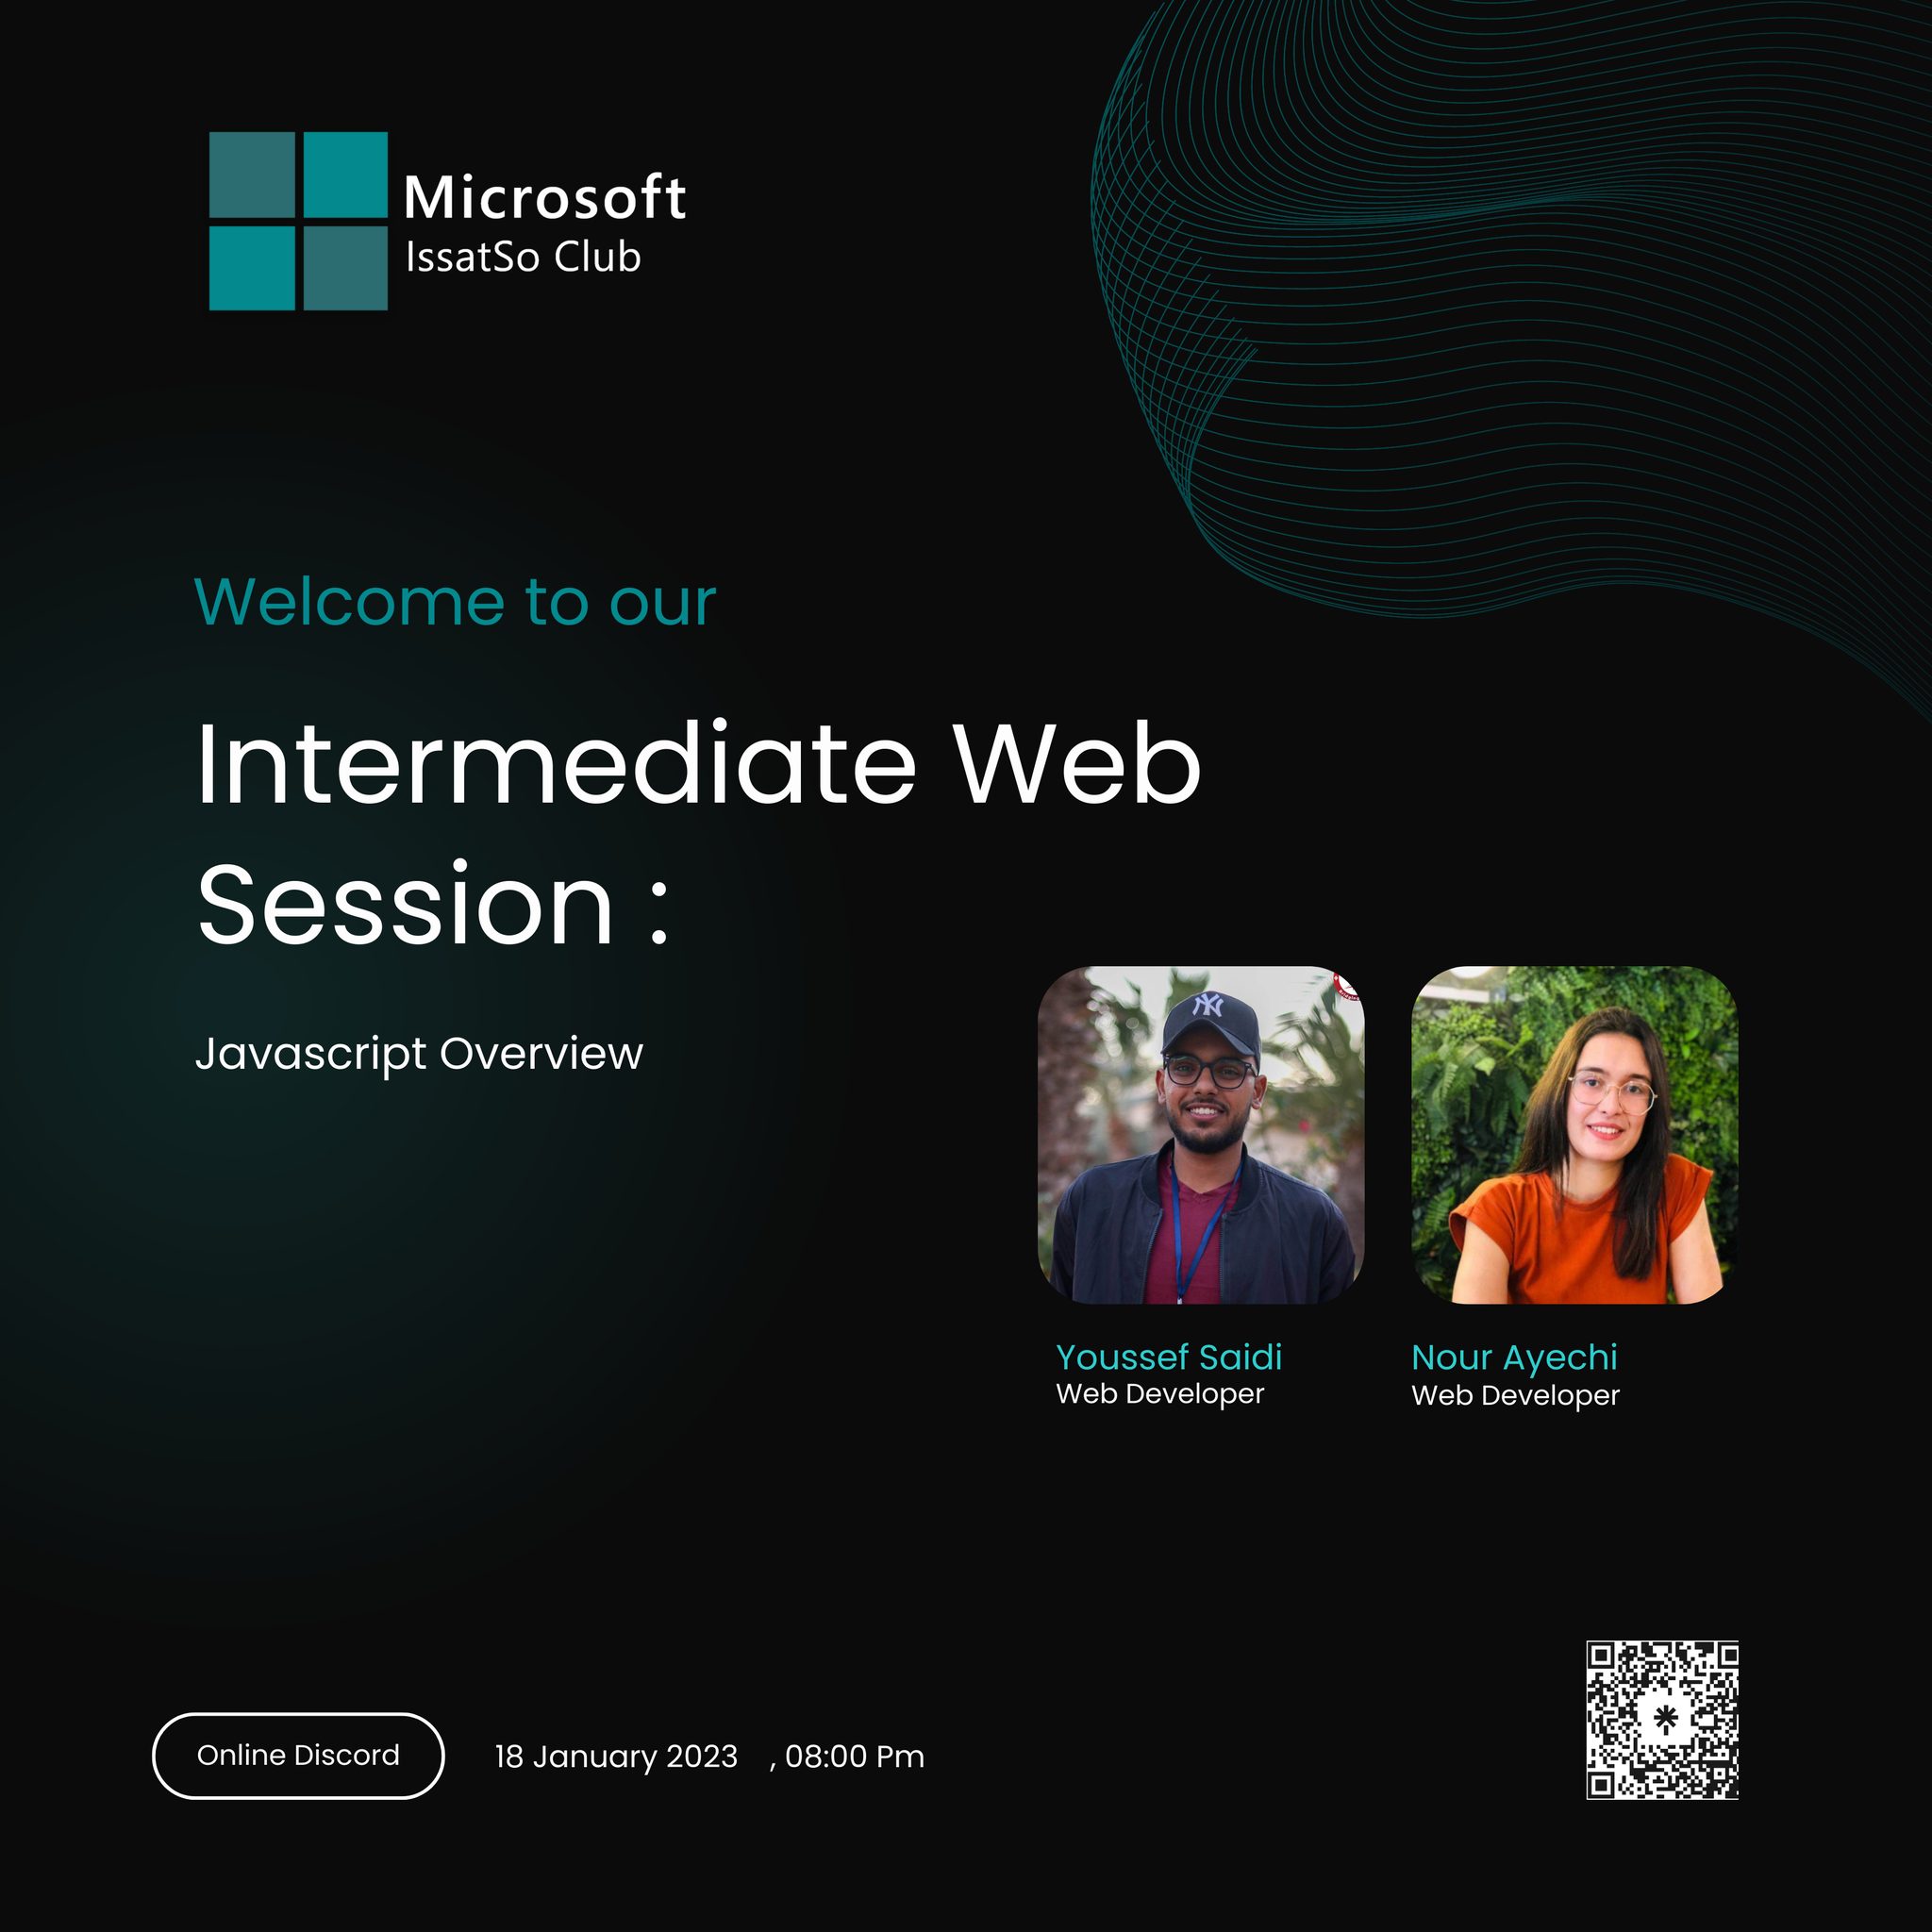 Microsoft
IssatSo Club
Welcome to our
Intermediate Web
Session :
Javascript Overview
NY
Youssef Saidi
Web Developer
Nour Ayechi
Web Developer
Online Discord
18 January 2023 , 08:00 Pm